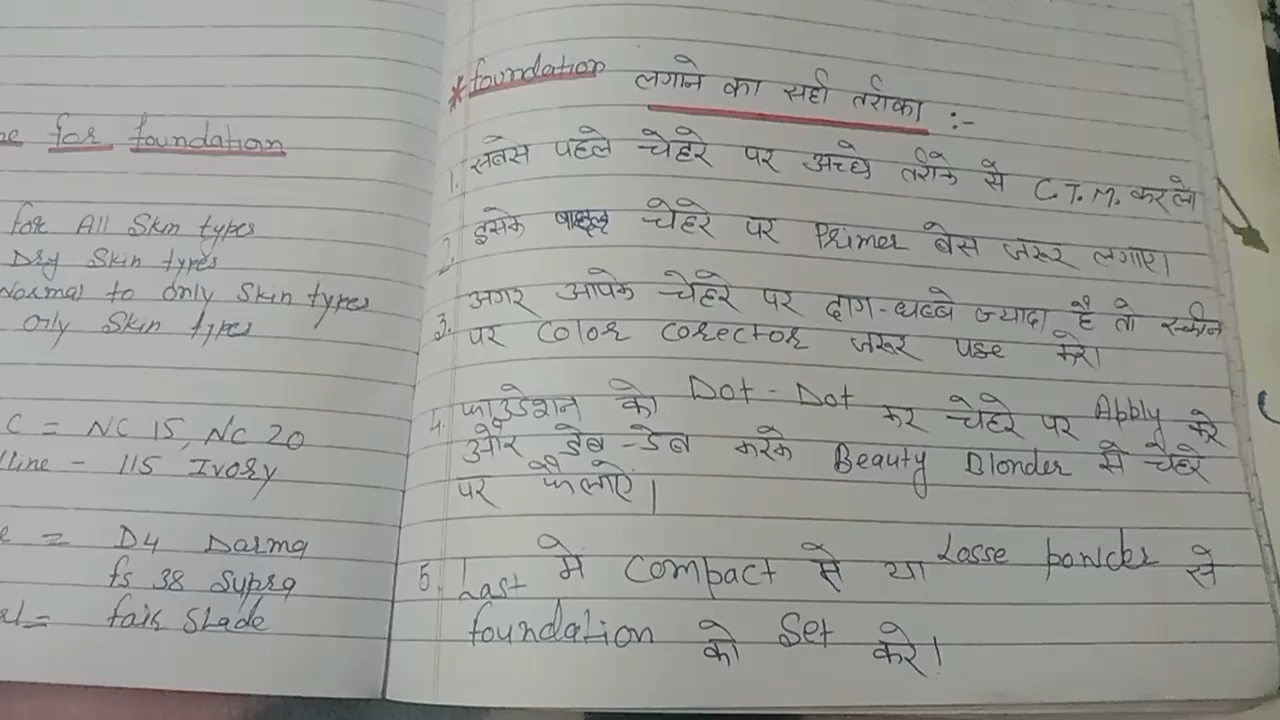 for foundation
for All Skin types
Dry Skin types
Normal to only Skin types
Only Skin types
C = NC 15, NC 20
line - 115 Ivory
= D4 Darma
fs 38 Supra
= fair Shade
* foundation लगाने का सही तरीका :-
1. सबसे पहले चेहरे पर अच्छे तरीके से C.T.M. करले
2. इसके चेहरे पर Primer बेस जरूर लगाए।
3. अगर आपके चेहरे पर दाग-धब्बे ज्यादा है तो स्कीन
पर Color Corector जरूर use करे।
4. फाउंडेशन को Dot-Dot कर चेहरे पर Apply करे
और डेब-डेब करके Beauty Blonder से चेहरे
पर फैलाऐं।
5. Last में Compact से या Losse powder से
foundation को Set करे।